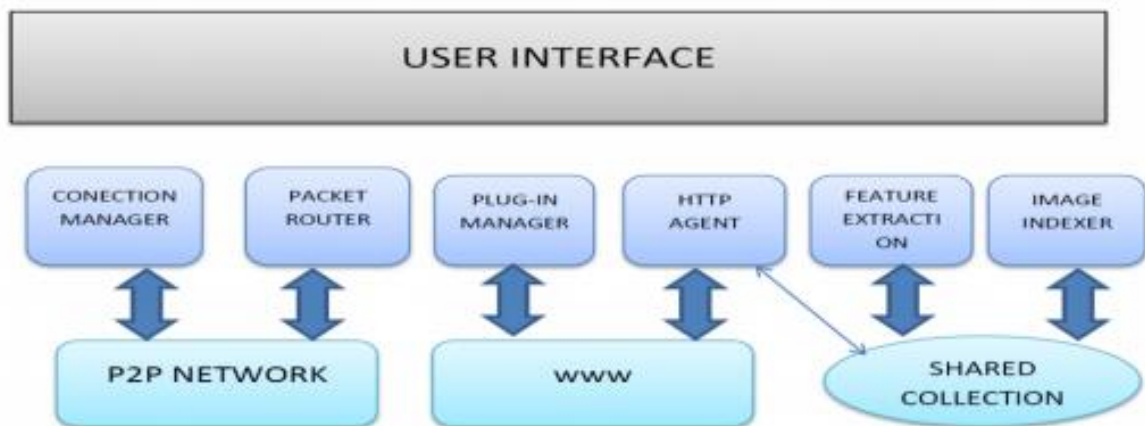 USER INTERFACE
CONECTION
MANAGER
PACKET
ROUTER
PLUG-IN
MANAGER
HTTP
AGENT
FEATURE
EXTRACTI
ON
IMAGE
INDEXER
P2P NETWORK
WWW
SHARED
COLLECTION